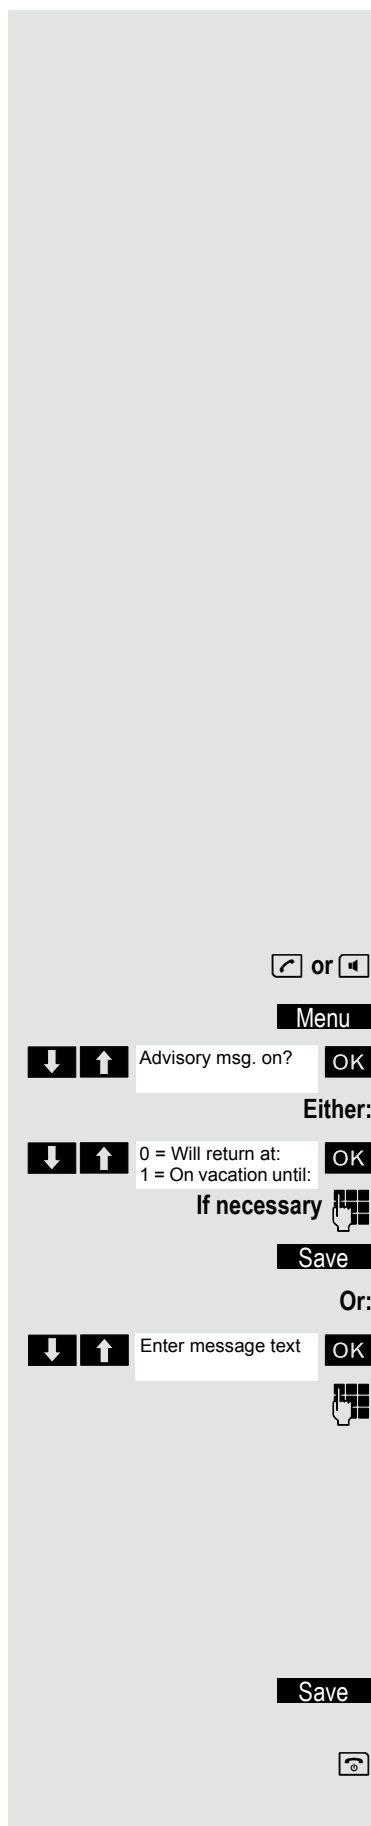 or
Menu
Advisory msg. on? OK
Either:
0 = Will return at: OK
1 = On vacation until:
If necessary
Save
Or:
Enter message text OK
Save